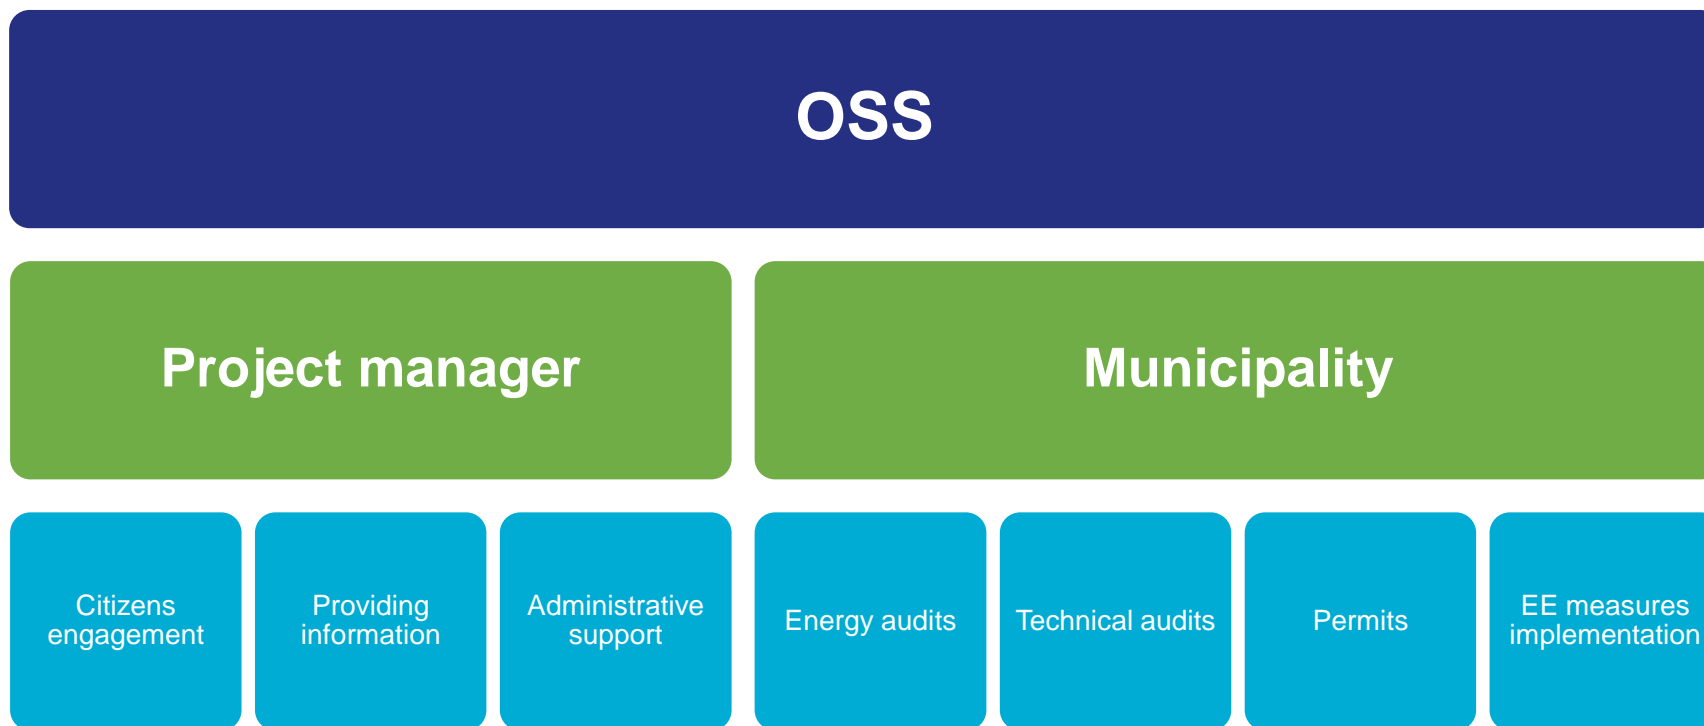 OSS
Project manager
Municipality
Citizens
engagement
Providing
information
Administrative
support
Energy audits
Technical audits
Permits
EE measures
implementation